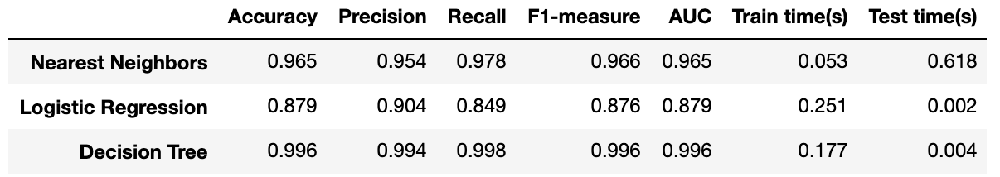 Accuracy Precision Recall F1-measure AUC Train time(s) Test time(s)
Nearest Neighbors 0.965 0.954 0.978 0.966 0.965 0.053 0.618
Logistic Regression 0.879 0.904 0.849 0.876 0.879 0.251 0.002
Decision Tree 0.996 0.994 0.998 0.996 0.996 0.177 0.004